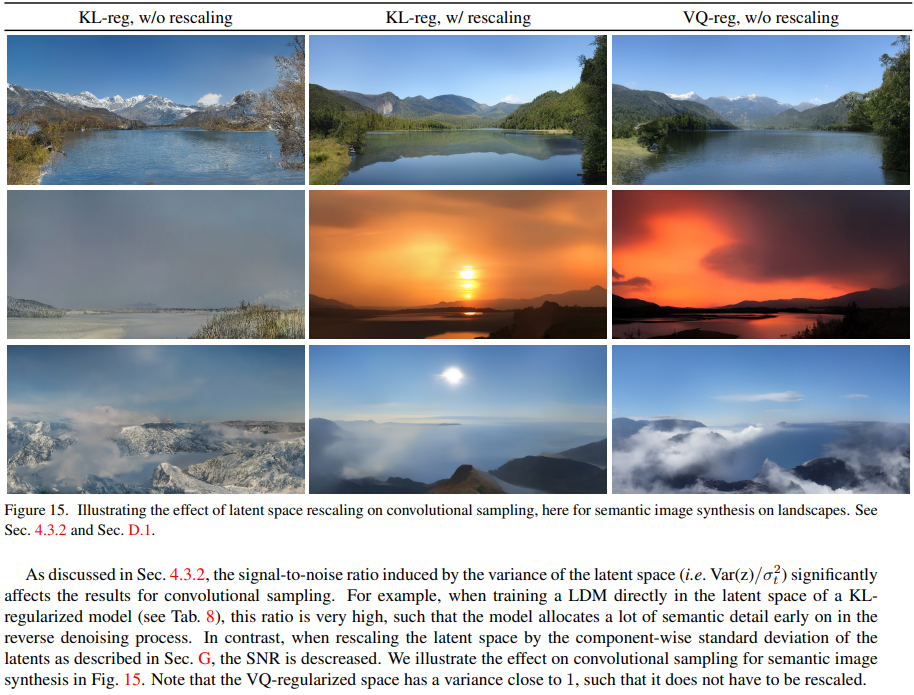 KL-reg, w/o rescaling KL-reg, w/ rescaling VQ-reg, w/o rescaling
Figure 15. Illustrating the effect of latent space rescaling on convolutional sampling, here for semantic image synthesis on landscapes. See
Sec. 4.3.2 and Sec. D.1.
As discussed in Sec. 4.3.2, the signal-to-noise ratio induced by the variance of the latent space (i.e. Var(z)/σ²ₜ) significantly
affects the results for convolutional sampling. For example, when training a LDM directly in the latent space of a KL-
regularized model (see Tab. 8), this ratio is very high, such that the model allocates a lot of semantic detail early on in the
reverse denoising process. In contrast, when rescaling the latent space by the component-wise standard deviation of the
latents as described in Sec. G, the SNR is descreased. We illustrate the effect on convolutional sampling for semantic image
synthesis in Fig. 15. Note that the VQ-regularized space has a variance close to 1, such that it does not have to be rescaled.